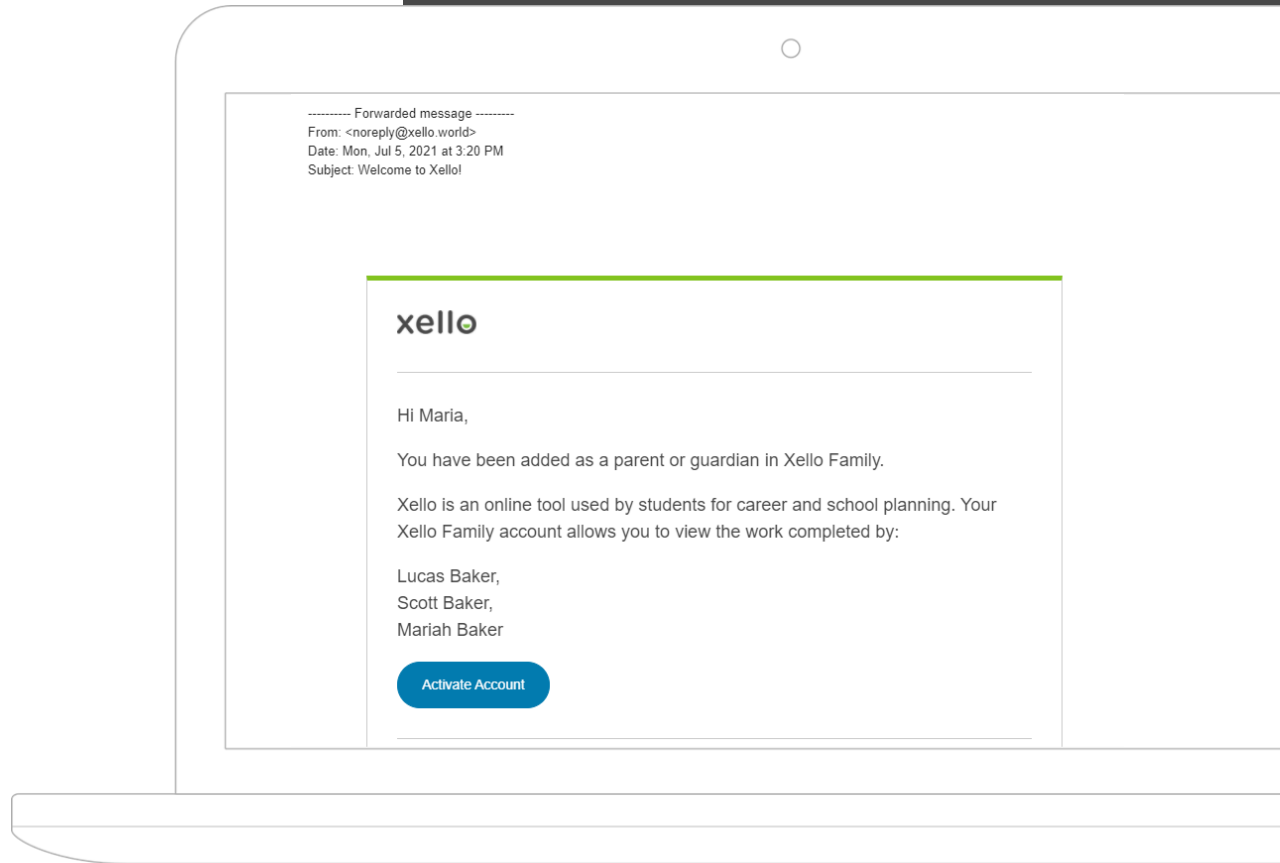 ---------- Forwarded message ---------
From: <noreply@xello.world>
Date: Mon, Jul 5, 2021 at 3:20 PM
Subject: Welcome to Xello!
xello
Hi Maria,
You have been added as a parent or guardian in Xello Family.
Xello is an online tool used by students for career and school planning. Your
Xello Family account allows you to view the work completed by:
Lucas Baker,
Scott Baker,
Mariah Baker
Activate Account